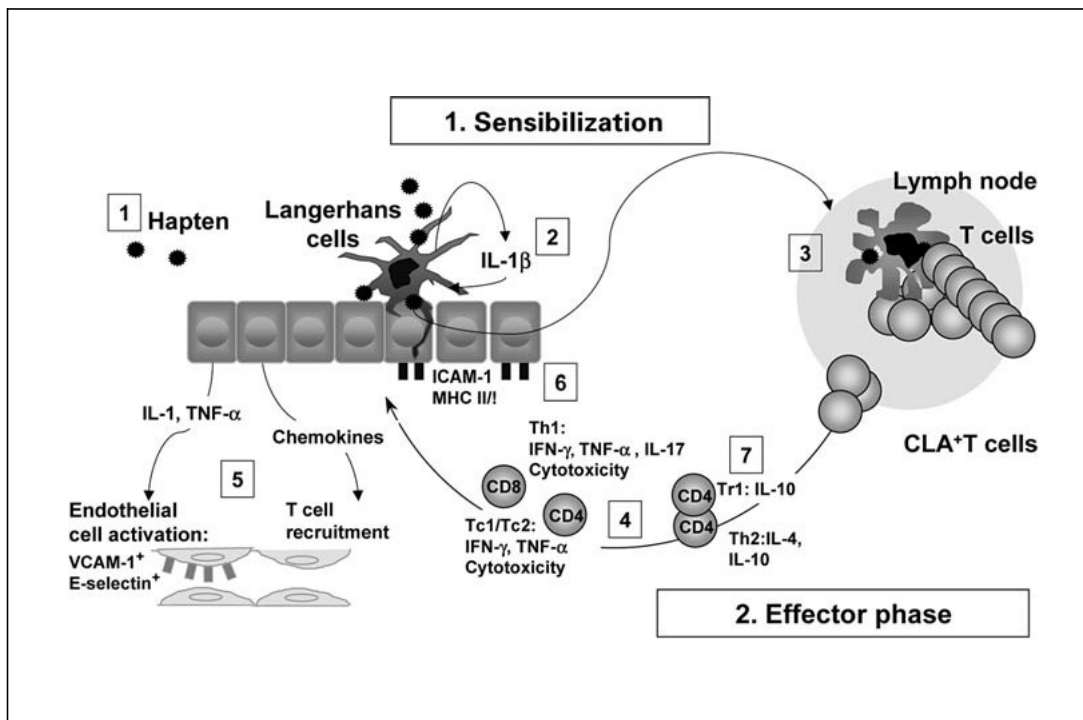 1. Sensibilization
1
Hapten
Langerhans
cells
2
IL-1β
Lymph node
3
T cells
ICAM-1
MHC II/!
6
IL-1, TNF-α
Chemokines
Th1:
IFN-γ, TNF-α , IL-17
Cytotoxicity
CLA+T cells
5
7
CD8
CD4
Tr1: IL-10
Endothelial
cell activation:
VCAM-1+
E-selectin+
T cell
recruitment
Tc1/Tc2:
IFN-γ, TNF-α
Cytotoxicity
CD4
4
CD4
Th2:IL-4,
IL-10
2. Effector phase